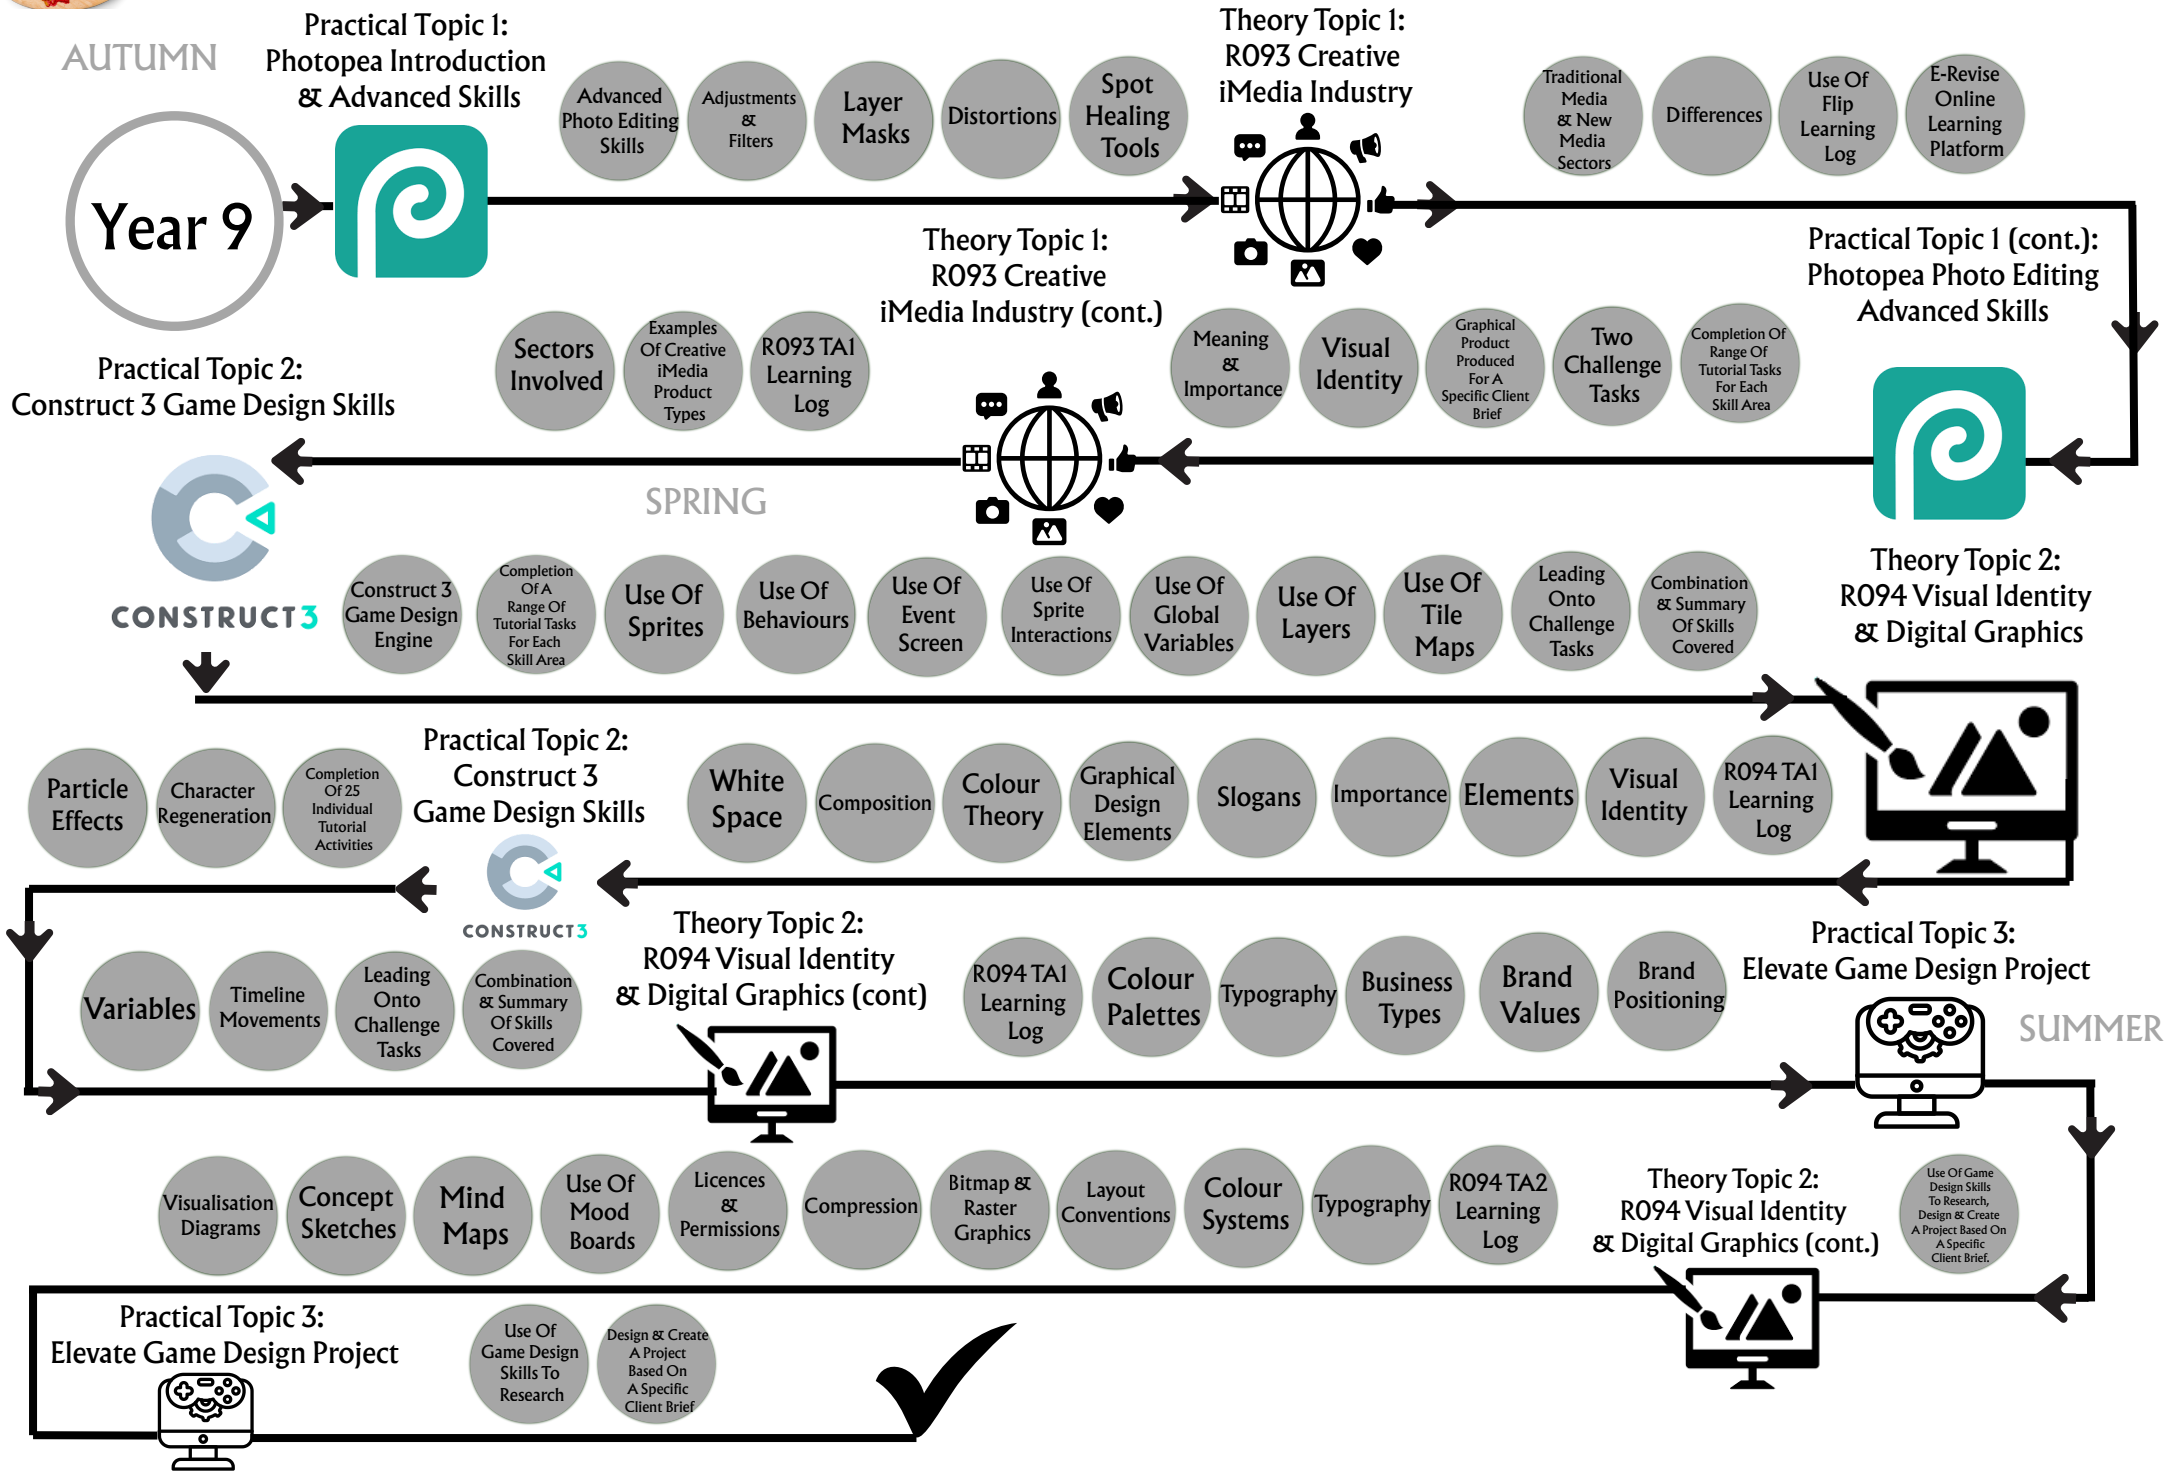 AUTUMN
Year 9
Practical Topic 1:
Photopea Introduction
& Advanced Skills
Advanced
Photo Editing
Skills
Adjustments
&
Filters
Layer
Masks
Distortions
Spot
Healing
Tools
Theory Topic 1:
R093 Creative
iMedia Industry
Traditional
Media
& New
Media
Sectors
Differences
Use Of
Flip
Learning
Log
E-Revise
Online
Learning
Platform
Practical Topic 1 (cont.):
Photopea Photo Editing
Advanced Skills
Completion Of
Range Of
Tutorial Tasks
For Each
Skill Area
Two
Challenge
Tasks
Graphical
Product
Produced
For A
Specific Client
Brief
Visual
Identity
Meaning
&
Importance
Theory Topic 1:
R093 Creative
iMedia Industry (cont.)
R093 TA1
Learning
Log
Examples
Of Creative
iMedia
Product
Types
Sectors
Involved
SPRING
Practical Topic 2:
Construct 3 Game Design Skills
CONSTRUCT3
Construct 3
Game Design
Engine
Completion
Of A
Range Of
Tutorial Tasks
For Each
Skill Area
Use Of
Sprites
Use Of
Behaviours
Use Of
Event
Screen
Use Of
Sprite
Interactions
Use Of
Global
Variables
Use Of
Layers
Use Of
Tile
Maps
Leading
Onto
Challenge
Tasks
Combination
& Summary
Of Skills
Covered
Theory Topic 2:
R094 Visual Identity
& Digital Graphics
R094 TA1
Learning
Log
Visual
Identity
Elements
Importance
Slogans
Graphical
Design
Elements
Colour
Theory
Composition
White
Space
Practical Topic 2:
Construct 3
Game Design Skills
CONSTRUCT3
Completion
Of 25
Individual
Tutorial
Activities
Character
Regeneration
Particle
Effects
Variables
Timeline
Movements
Leading
Onto
Challenge
Tasks
Combination
& Summary
Of Skills
Covered
Theory Topic 2:
R094 Visual Identity
& Digital Graphics (cont)
R094 TA1
Learning
Log
Colour
Palettes
Typography
Business
Types
Brand
Values
Brand
Positioning
Practical Topic 3:
Elevate Game Design Project
SUMMER
Use Of Game
Design Skills
To Research,
Design & Create
A Project Based On
A Specific
Client Brief.
Theory Topic 2:
R094 Visual Identity
& Digital Graphics (cont.)
R094 TA2
Learning
Log
Typography
Colour
Systems
Layout
Conventions
Bitmap &
Raster
Graphics
Compression
Licences
&
Permissions
Use Of
Mood
Boards
Mind
Maps
Concept
Sketches
Visualisation
Diagrams
Practical Topic 3:
Elevate Game Design Project
Use Of
Game Design
Skills To
Research
Design & Create
A Project
Based On
A Specific
Client Brief